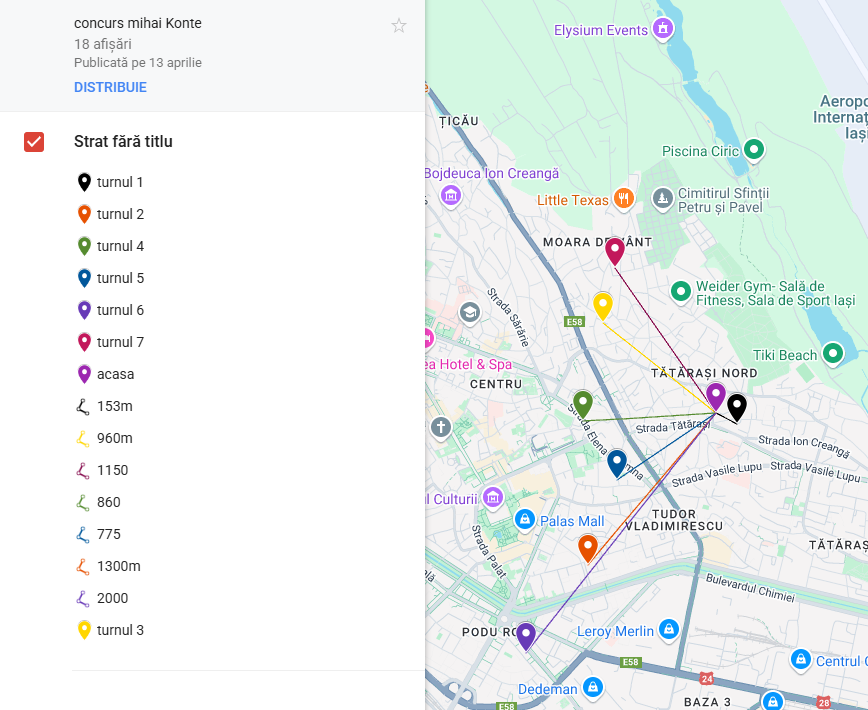 concurs mihai Konte
18 afișări
Publicată pe 13 aprilie
DISTRIBUIE
Strat fără titlu
turnul 1
turnul 2
turnul 4
turnul 5
turnul 6
turnul 7
acasa
153m
960m
1150
860
775
1300m
2000
turnul 3
Elysium Events
Aeropo
Internaț
Iași
ȚICĂU
Piscina Ciric
Bojdeuca Ion Creangă
Little Texas
Cimitirul Sfinții
Petru și Pavel
MOARA DE VÂNT
Weider Gym- Sală de
Fitness, Sala de Sport Iași
Strada Sărărie
E58
Tiki Beach
ea Hotel & Spa
TĂTĂRAȘI NORD
CENTRU
Strada Tătărași
Strada Elena
mna
Strada Ion Creangă
Strada Vasile Lupu
Strada Vasile Lupu
l Culturii
Palas Mall
TUDOR
VLADIMIRESCU
Strada Palat
TĂTĂRAȘ
Bulevardul Chimiei
PODU RO
Leroy Merlin
E58
Centrul C
24
Dedeman
BAZA 3
28
E58